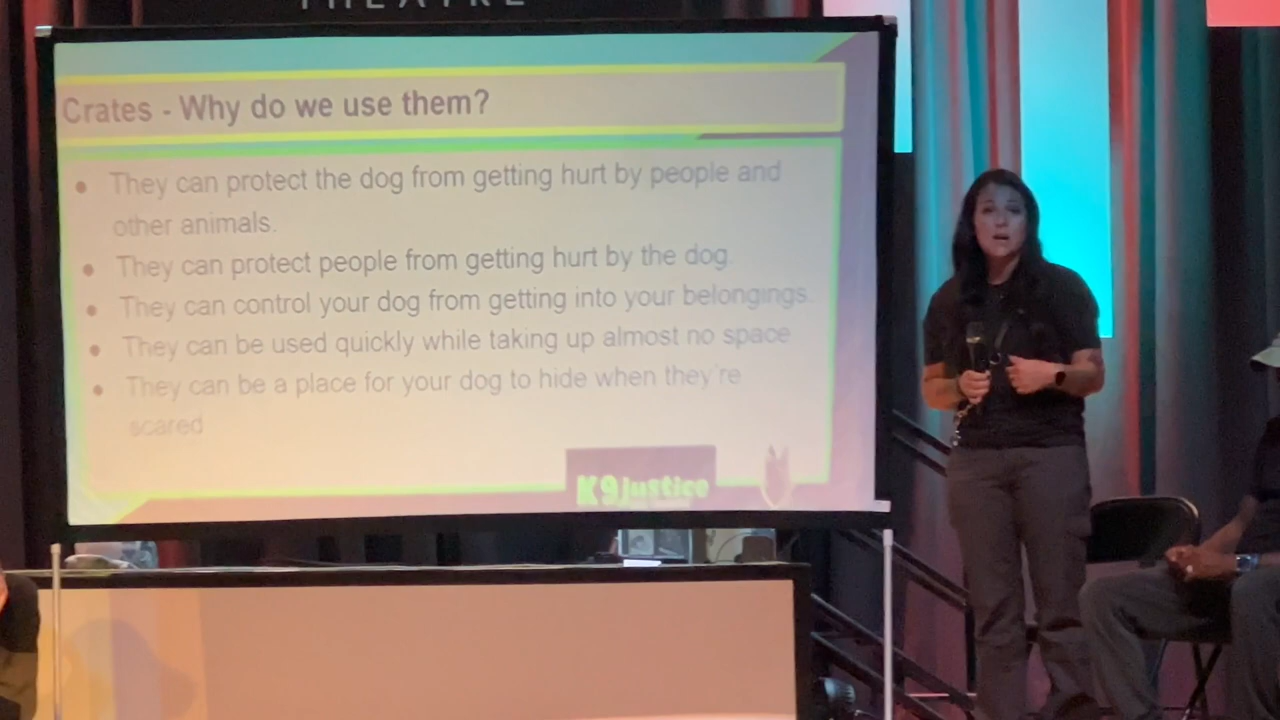 THEATRE
Crates - Why do we use them?
• They can protect the dog from getting hurt by people and
other animals.
• They can protect people from getting hurt by the dog.
• They can control your dog from getting into your belongings.
• They can be used quickly while taking up almost no space
• They can be a place for your dog to hide when they're
scared
K9Justice